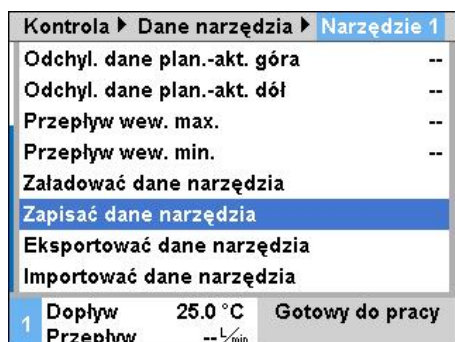 Kontrola ▶ Dane narzędzia ▶ Narzędzie 1
Odchyl. dane plan.-akt. góra --
Odchyl. dane plan.-akt. dół --
Przepływ wew. max. --
Przepływ wew. min. --
Załadować dane narzędzia
Zapisać dane narzędzia
Eksportować dane narzędzia
Importować dane narzędzia
1 Dopływ 25.0 °C Gotowy do pracy
Przepływ -- L/min